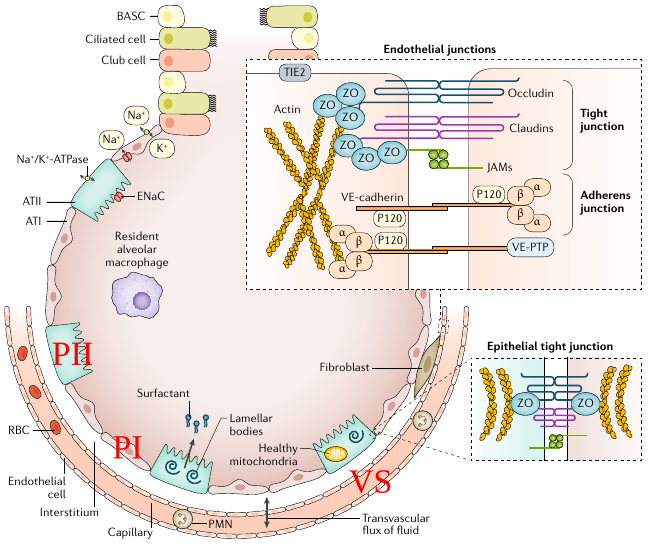 BASC
Ciliated cell
Club cell
Endothelial junctions
TIE2
Actin
ZO
ZO
ZO
ZO
ZO
ZO
Occludin
Claudins
JAMs
Tight
junction
VE-cadherin
P120
P120
P120
β
α
β
α
α
β
β
α
VE-PTP
Adherens
junction
Na⁺
Na⁺
K⁺
Na⁺/K⁺-ATPase
ENaC
ATII
ATI
Resident
alveolar
macrophage
PII
PI
VS
Surfactant
Lamellar
bodies
Healthy
mitochondria
Fibroblast
RBC
Endothelial
cell
Interstitium
Capillary
PMN
Transvascular
flux of fluid
Epithelial tight junction
ZO
ZO